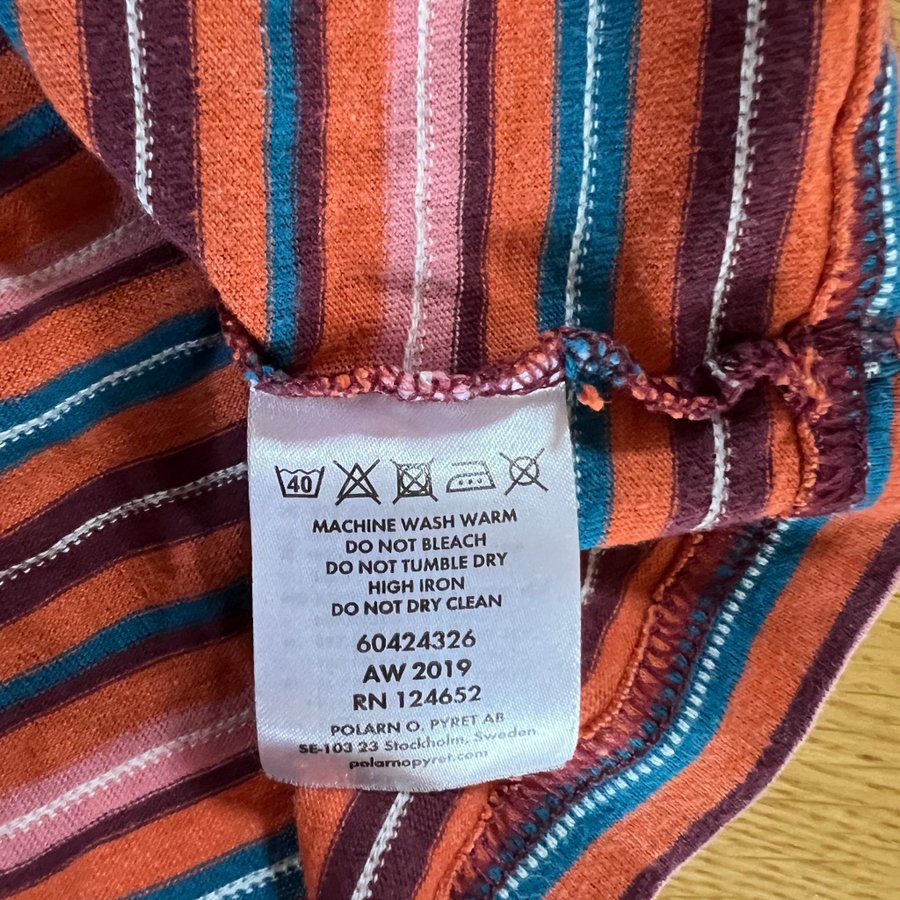 40
MACHINE WASH WARM
DO NOT BLEACH
DO NOT TUMBLE DRY
HIGH IRON
DO NOT DRY CLEAN
60424326
AW 2019
RN 124652
POLARN O. PYRET AB
SE-103 23 Stockholm, Sweden
polarnopyret.com